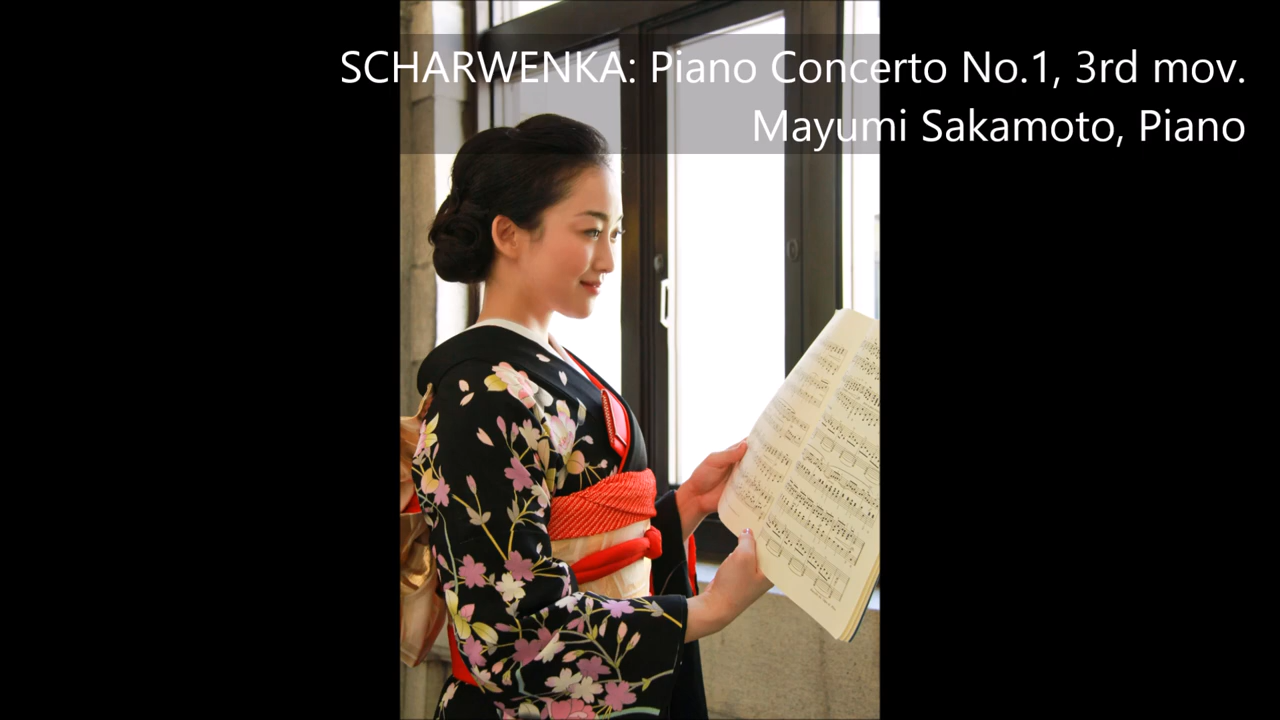 SCHARWENKA: Piano Concerto No.1, 3rd mov.
Mayumi Sakamoto, Piano